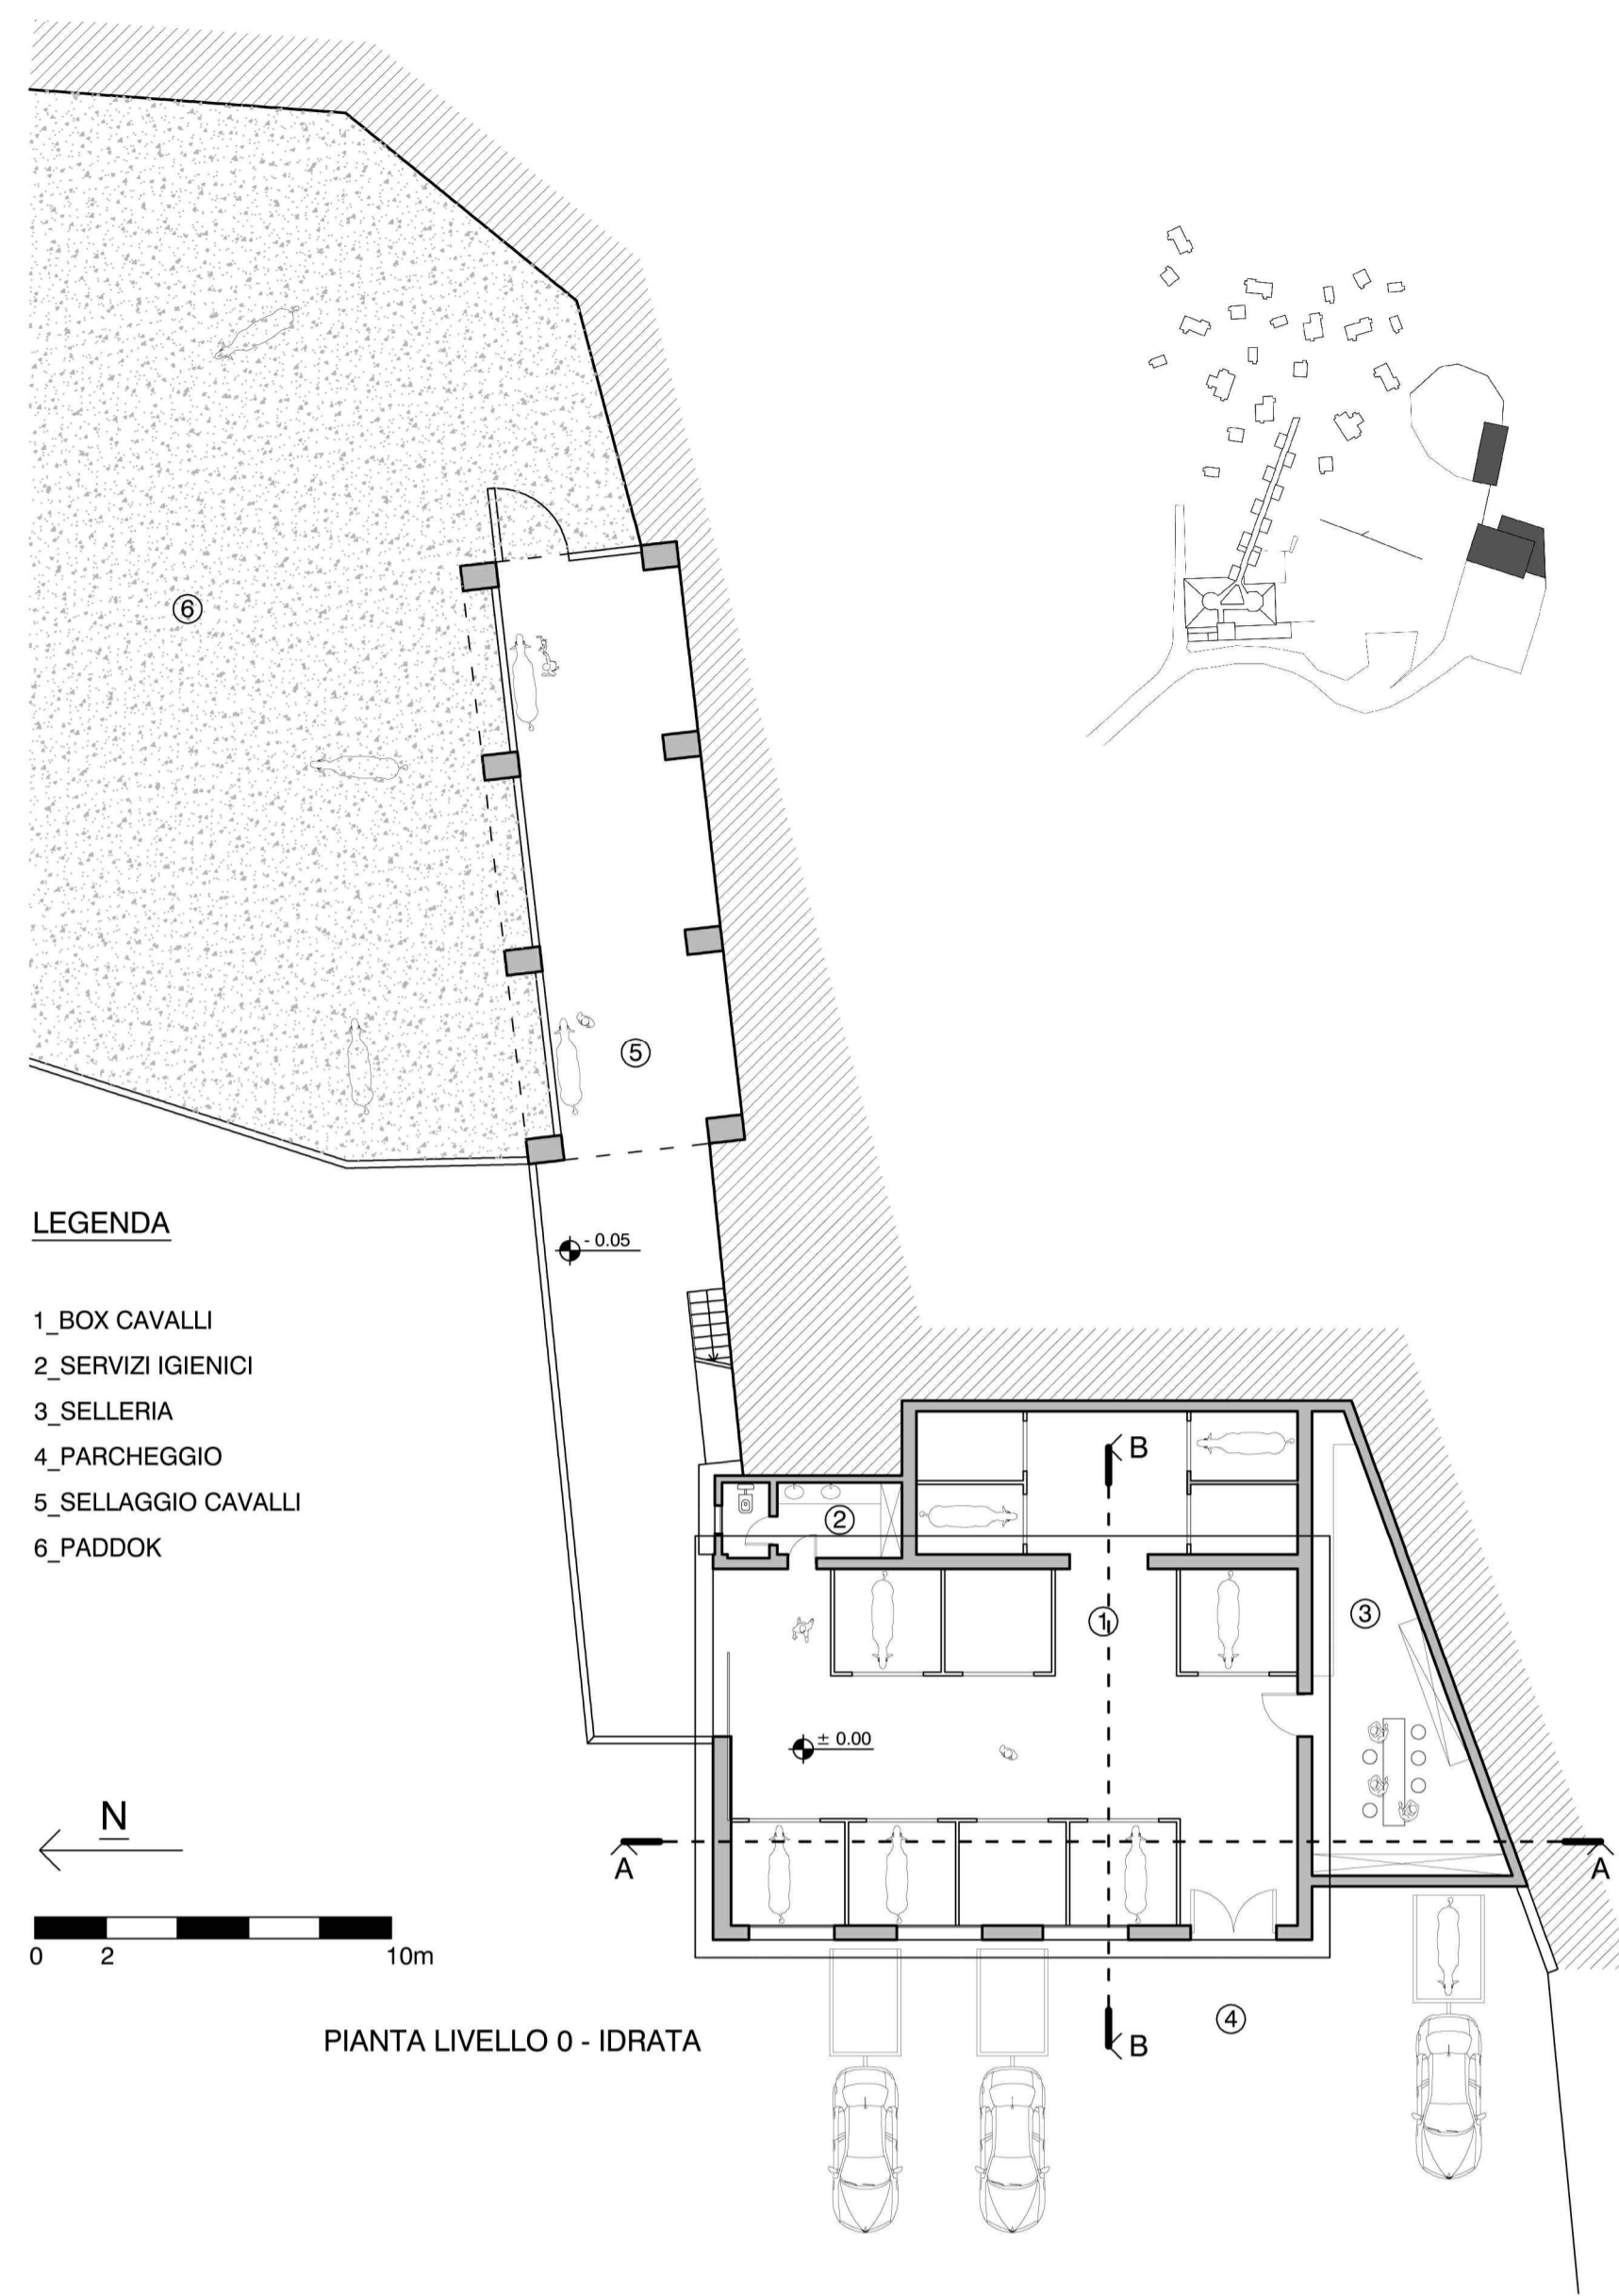 6
5
LEGENDA
- 0.05
1_BOX CAVALLI
2_SERVIZI IGIENICI
3_SELLERIA
4_PARCHEGGIO
5_SELLAGGIO CAVALLI
6_PADDOK
B
2
1
3
± 0.00
N
A
A
0 2 10m
PIANTA LIVELLO 0 - IDRATA
4
B